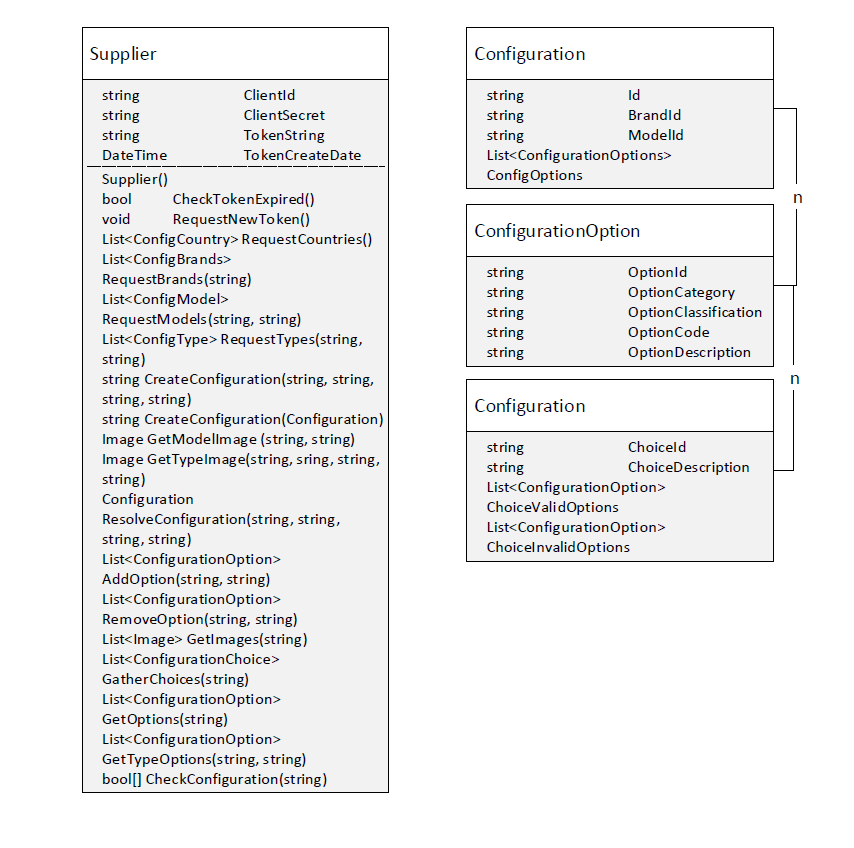 Supplier
string ClientId
string ClientSecret
string TokenString
DateTime TokenCreateDate
Supplier()
bool CheckTokenExpired()
void RequestNewToken()
List<ConfigCountry> RequestCountries()
List<ConfigBrands>
RequestBrands(string)
List<ConfigModel>
RequestModels(string, string)
List<ConfigType> RequestTypes(string,
string)
string CreateConfiguration(string, string,
string, string)
string CreateConfiguration(Configuration)
Image GetModelImage (string, string)
Image GetTypeImage(string, sring, string,
string)
Configuration
ResolveConfiguration(string, string,
string, string)
List<ConfigurationOption>
AddOption(string, string)
List<ConfigurationOption>
RemoveOption(string, string)
List<Image> GetImages(string)
List<ConfigurationChoice>
GatherChoices(string)
List<ConfigurationOption>
GetOptions(string)
List<ConfigurationOption>
GetTypeOptions(string, string)
bool[] CheckConfiguration(string)
Configuration
string Id
string BrandId
string ModelId
List<ConfigurationOptions>
ConfigOptions
n
ConfigurationOption
string OptionId
string OptionCategory
string OptionClassification
string OptionCode
string OptionDescription
n
Configuration
string ChoiceId
string ChoiceDescription
List<ConfigurationOption>
ChoiceValidOptions
List<ConfigurationOption>
ChoiceInvalidOptions